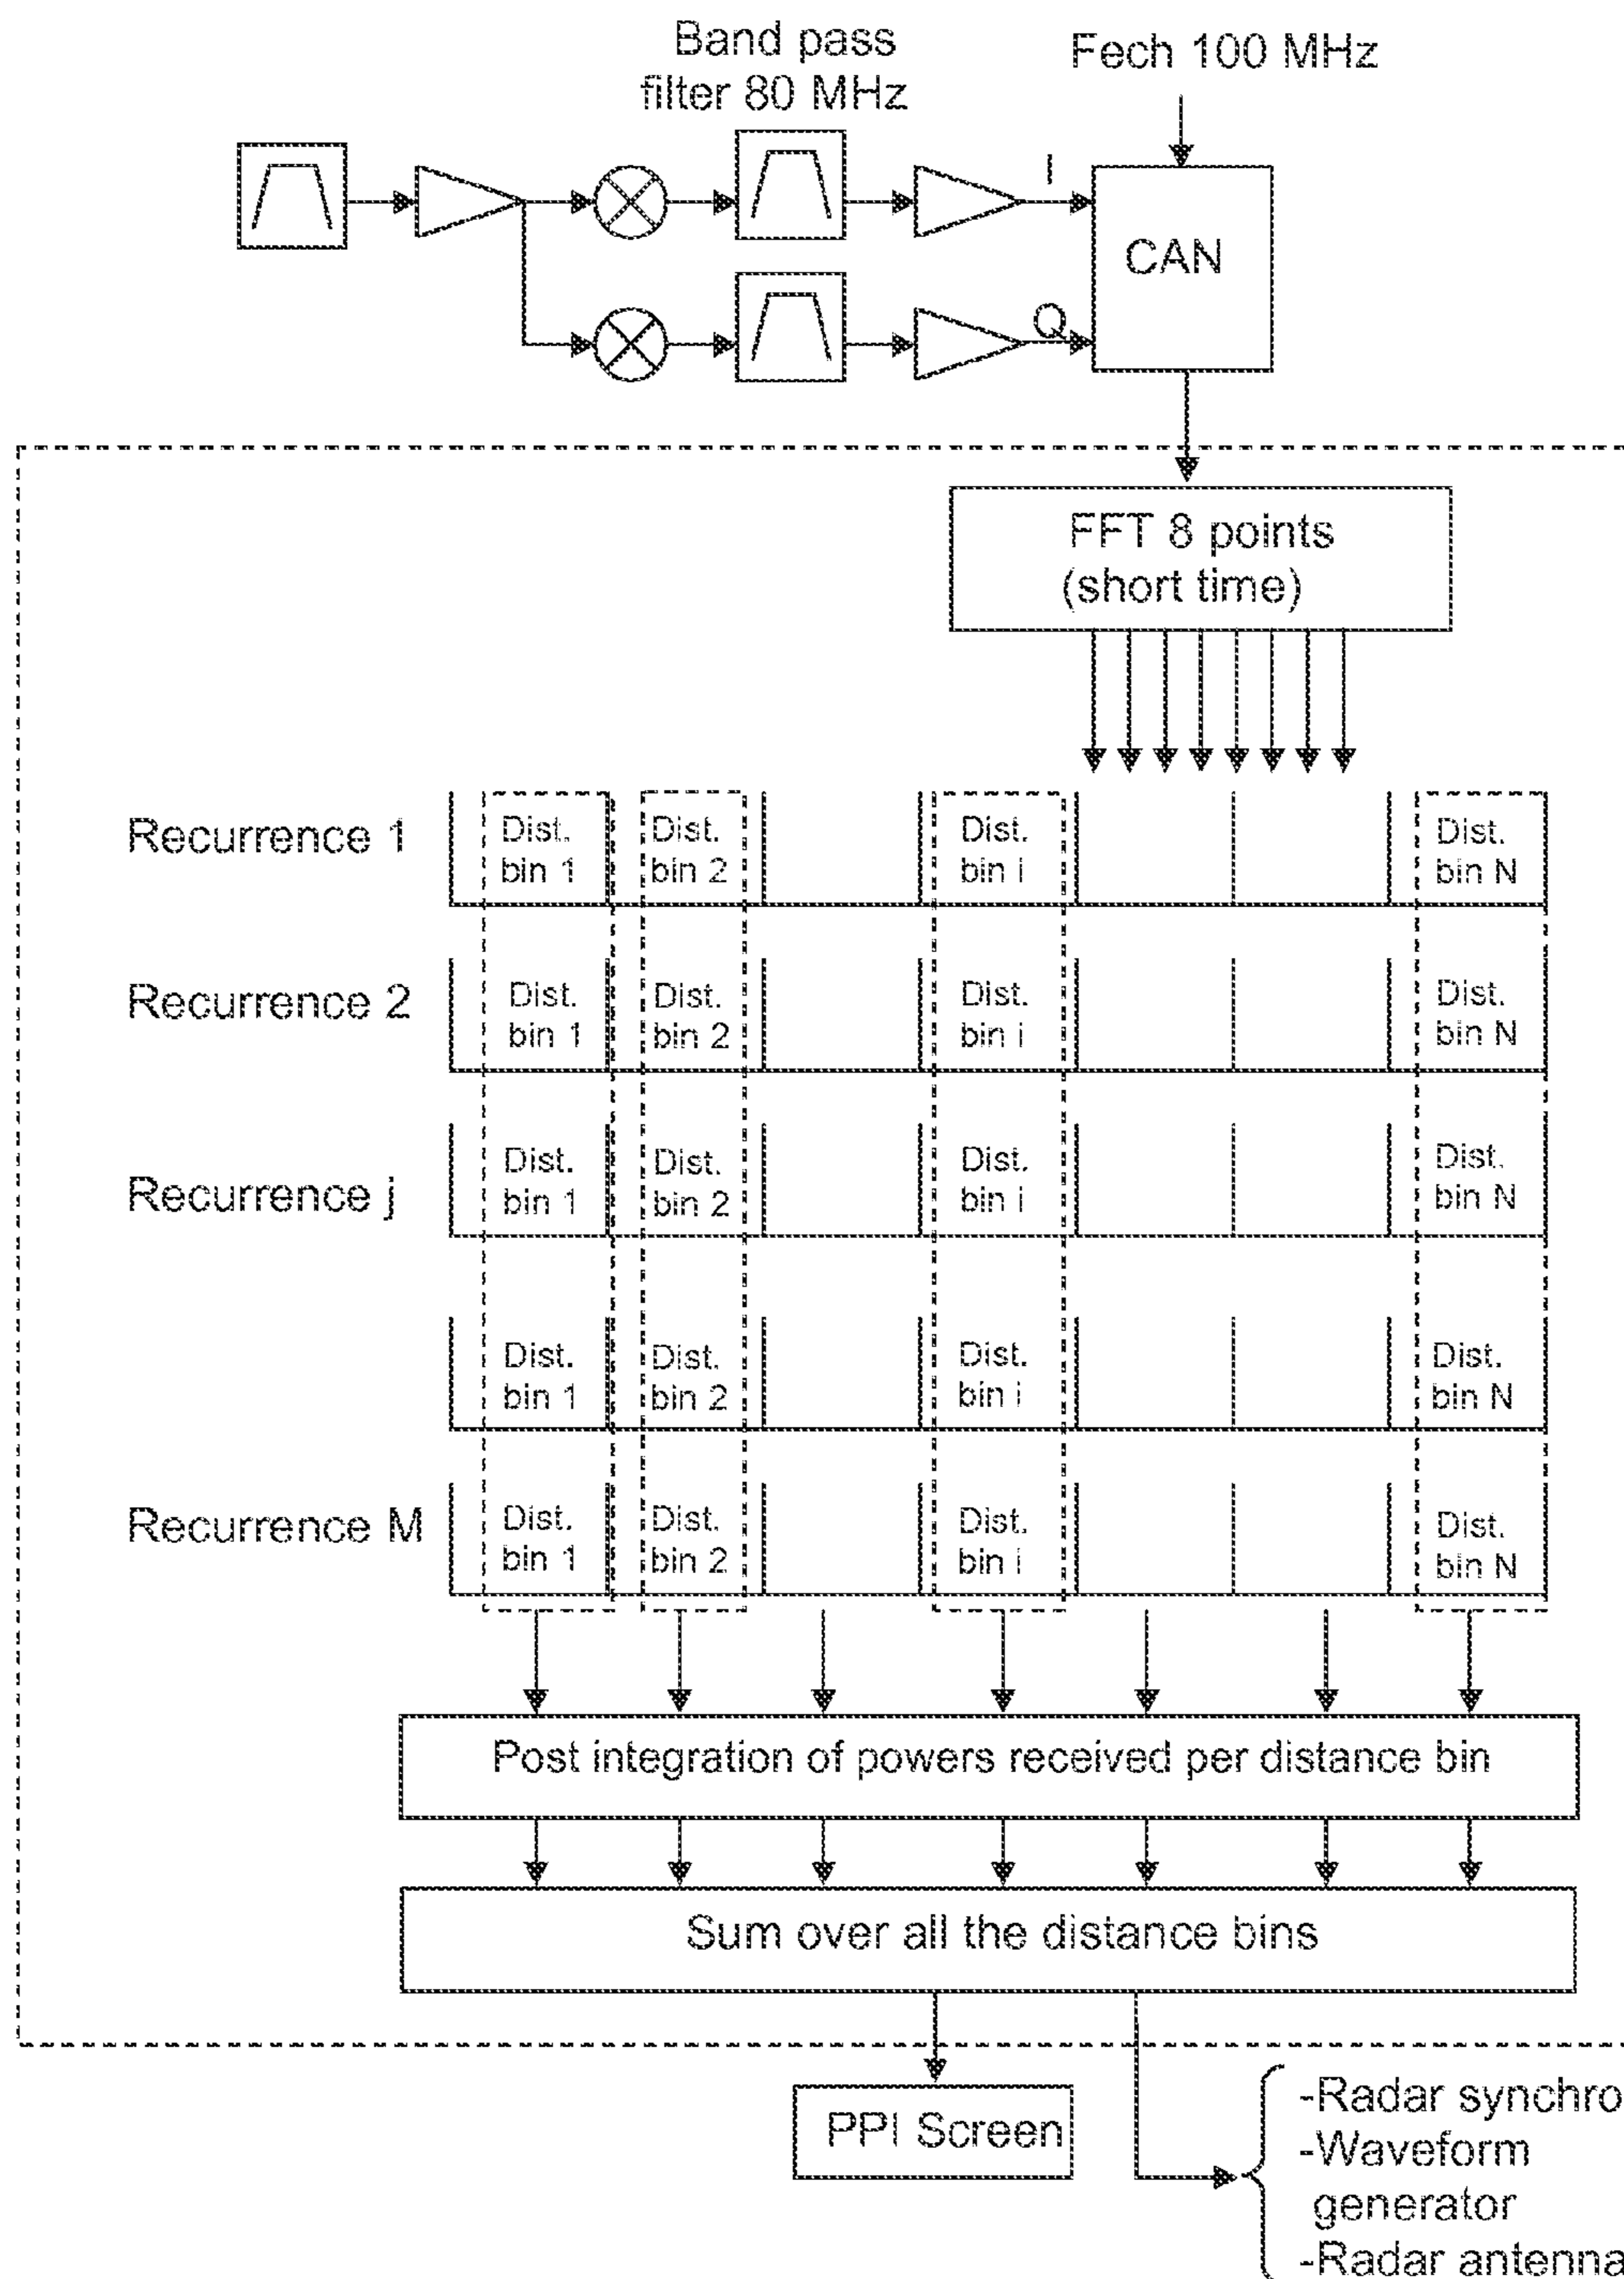 Band pass
filter 80 MHz
Fech 100 MHz
I
Q
CAN
FFT 8 points
(short time)
Recurrence 1
Dist.
bin 1
Dist.
bin 2
Dist.
bin i
Dist.
bin N
Recurrence 2
Dist.
bin 1
Dist.
bin 2
Dist.
bin i
Dist.
bin N
Recurrence j
Dist.
bin 1
Dist.
bin 2
Dist.
bin i
Dist.
bin N
Dist.
bin 1
Dist.
bin 2
Dist.
bin i
Dist.
bin N
Recurrence M
Dist.
bin 1
Dist.
bin 2
Dist.
bin i
Dist.
bin N
Post integration of powers received per distance bin
Sum over all the distance bins
PPI Screen
-Radar synchro
-Waveform
generator
-Radar antenna